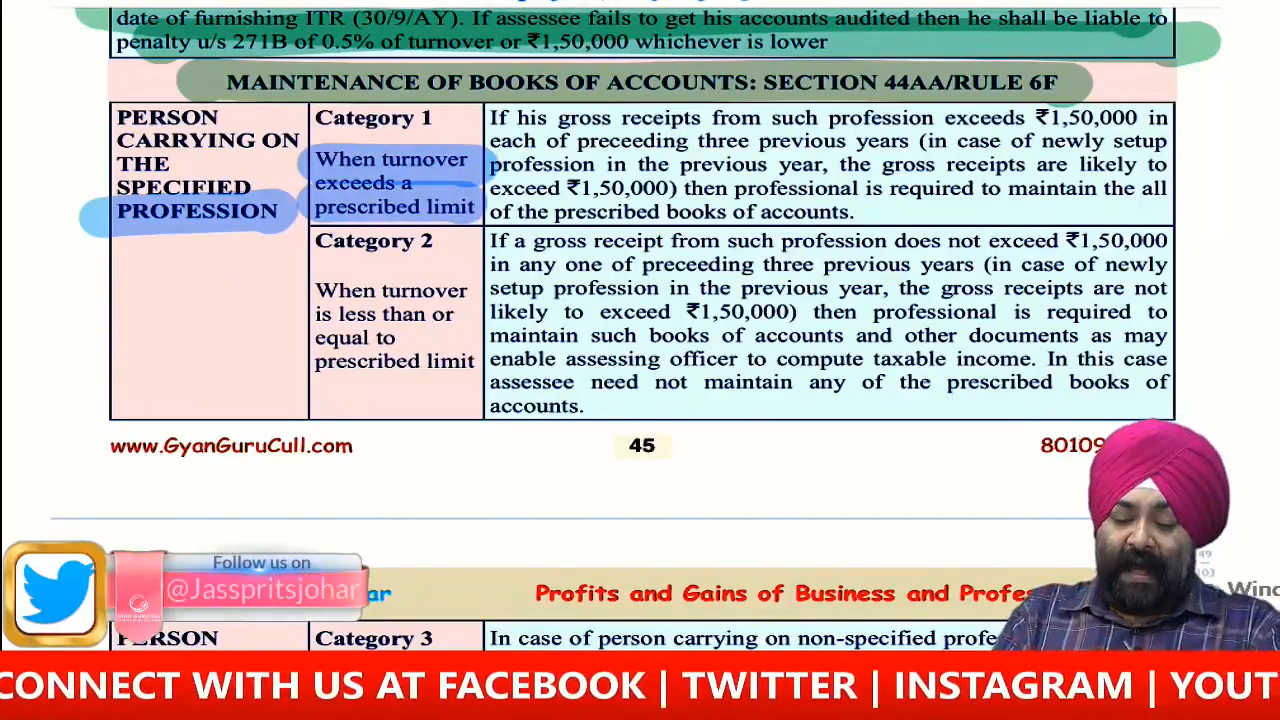 date of furnishing ITR (30/9/AY). If assessee fails to get his accounts audited then he shall be liable to
penalty u/s 271B of 0.5% of turnover or ₹1,50,000 whichever is lower
MAINTENANCE OF BOOKS OF ACCOUNTS: SECTION 44AA/RULE 6F
PERSON
CARRYING ON
THE
SPECIFIED
PROFESSION
Category 1
When turnover
exceeds a
prescribed limit
If his gross receipts from such profession exceeds ₹1,50,000 in
each of preceeding three previous years (in case of newly setup
profession in the previous year, the gross receipts are likely to
exceed ₹1,50,000) then professional is required to maintain the all
of the prescribed books of accounts.
Category 2
When turnover
is less than or
equal to
prescribed limit
If a gross receipt from such profession does not exceed ₹1,50,000
in any one of preceeding three previous years (in case of newly
setup profession in the previous year, the gross receipts are not
likely to exceed ₹1,50,000) then professional is required to
maintain such books of accounts and other documents as may
enable assessing officer to compute taxable income. In this case
assessee need not maintain any of the prescribed books of
accounts.
www.GyanGuruCull.com
45
80109
Follow us on
@Jasspritsjohar
ar
Profits and Gains of Business and Profes
49
103
Wind
PERSON
Category 3
In case of person carrying on non-specified profe
CONNECT WITH US AT FACEBOOK | TWITTER | INSTAGRAM | YOUT